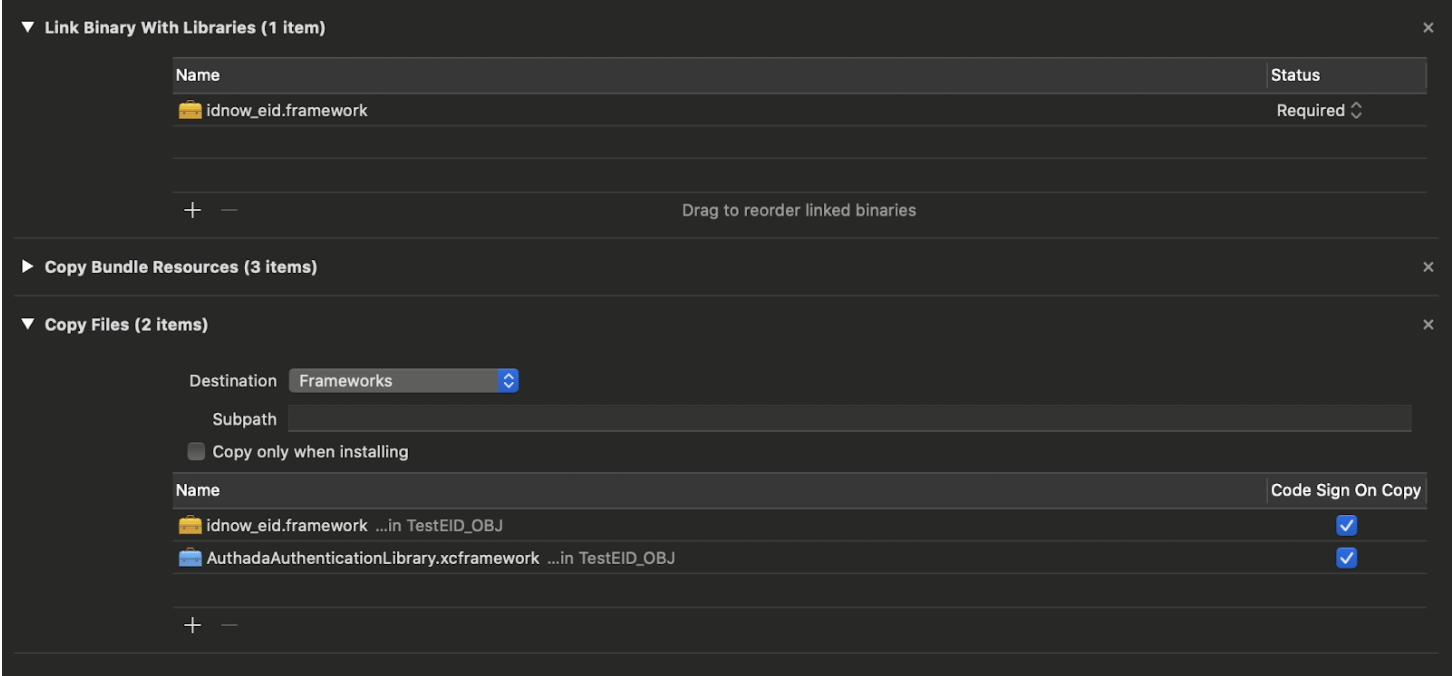 ▼ Link Binary With Libraries (1 item) ×
Name Status
idnow_eid.framework Required
+ — Drag to reorder linked binaries
▶ Copy Bundle Resources (3 items) ×
▼ Copy Files (2 items) ×
Destination Frameworks
Subpath
Copy only when installing
Name Code Sign On Copy
idnow_eid.framework ...in TestEID_OBJ
AuthadaAuthenticationLibrary.xcframework ...in TestEID_OBJ
+ —